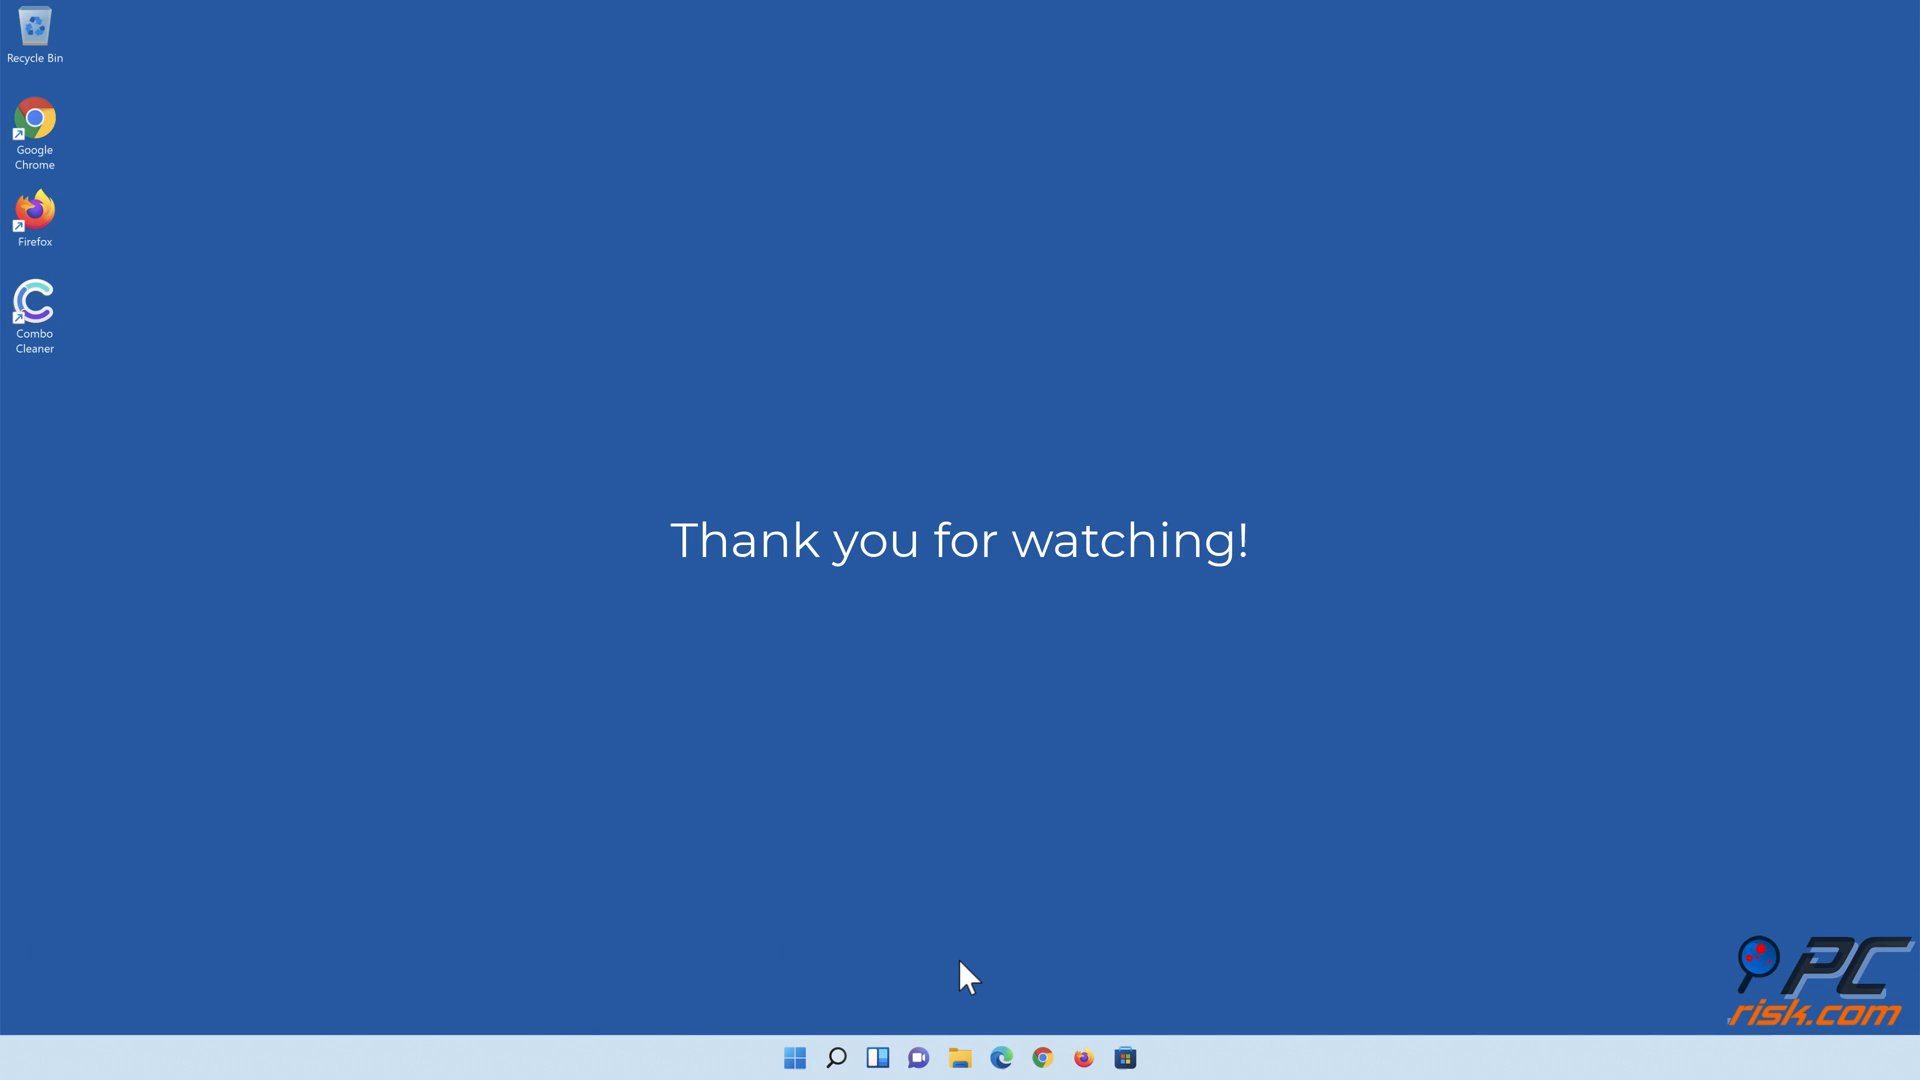 Recycle Bin
Google
Chrome
Firefox
Combo
Cleaner
Thank you for watching!
PC
risk.com